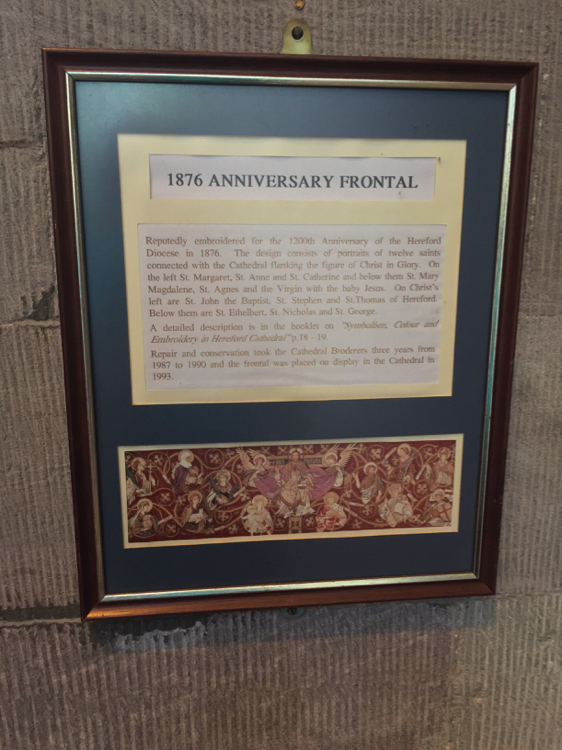 1876 ANNIVERSARY FRONTAL
Reputedly embroidered for the 1200th Anniversary of the Hereford
Diocese in 1876. The design consists of portraits of twelve saints
connected with the Cathedral flanking the figure of Christ in Glory. On
the left St. Margaret, St. Anne and St. Catherine and below them St. Mary
Magdalene, St. Agnes and the Virgin with the baby Jesus. On Christ's
left are St. John the Baptist, St. Stephen and St.Thomas of Hereford.
Below them are St. Ethelbert, St. Nicholas and St. George.
A detailed description is in the booklet on "Symbolism, Colour and
Embroidery in Hereford Cathedral" p.18 - 19.
Repair and conservation took the Cathedral Broderers three years from
1987 to 1990 and the frontal was placed on display in the Cathedral in
1993.